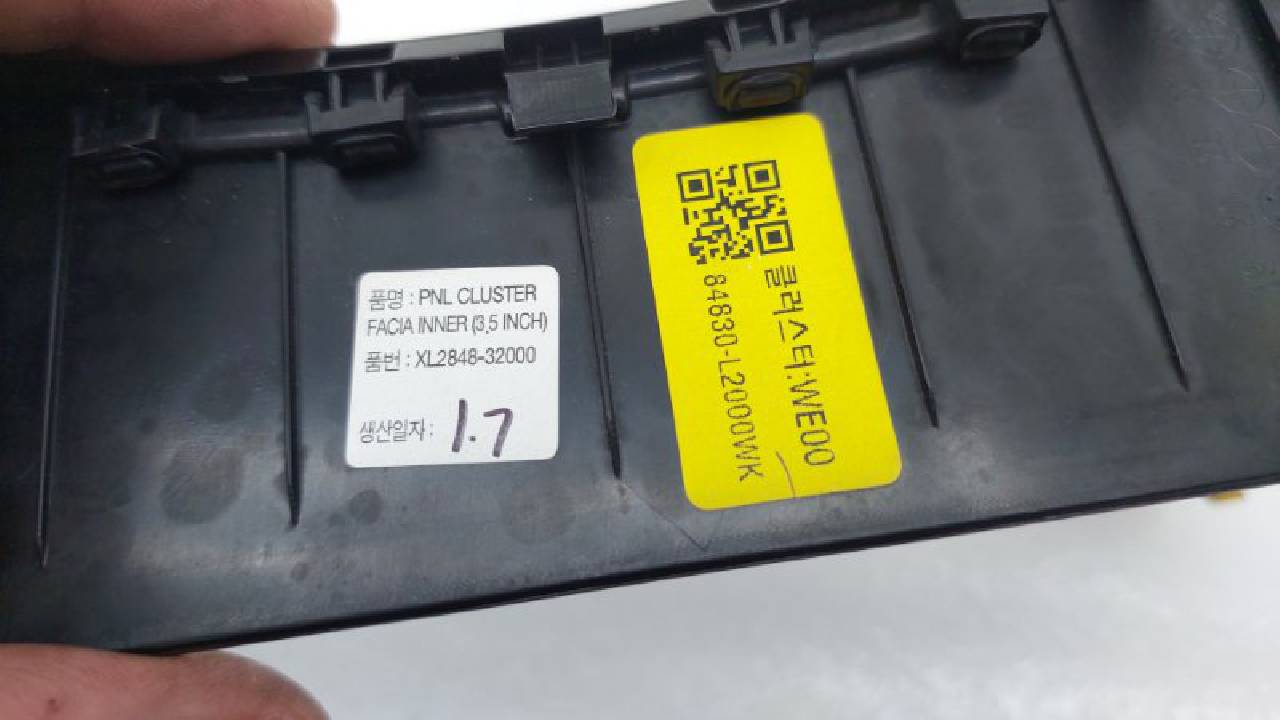 품명 : PNL CLUSTER
FACIA INNER (3.5 INCH)
품번 : XL2848-32000
생산일자 : 1.7
클러스터:WE00
84830-L2000WK